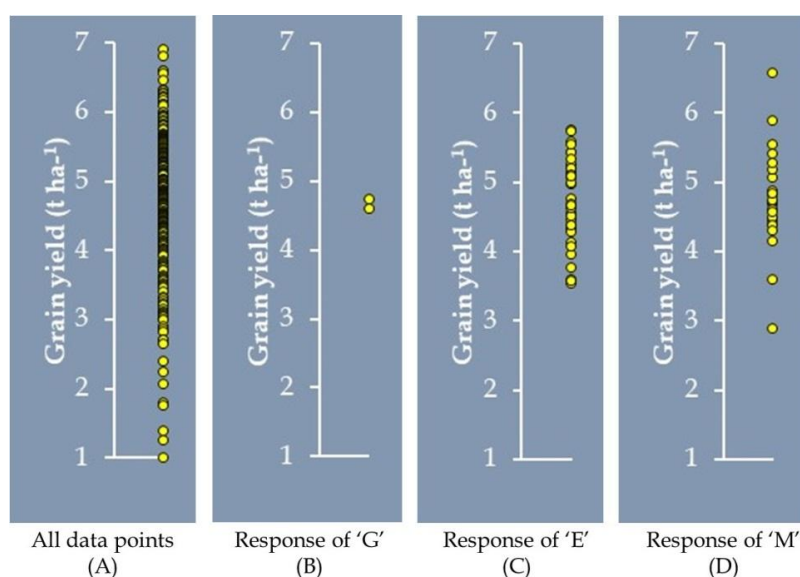 7
6
5
4
3
2
1
Grain yield (t ha-¹)
7
6
5
4
3
2
1
Grain yield (t ha-¹)
7
6
5
4
3
2
1
Grain yield (t ha-¹)
7
6
5
4
3
2
1
Grain yield (t ha-¹)
All data points
(A)
Response of ‘G’
(B)
Response of ‘E’
(C)
Response of ‘M’
(D)